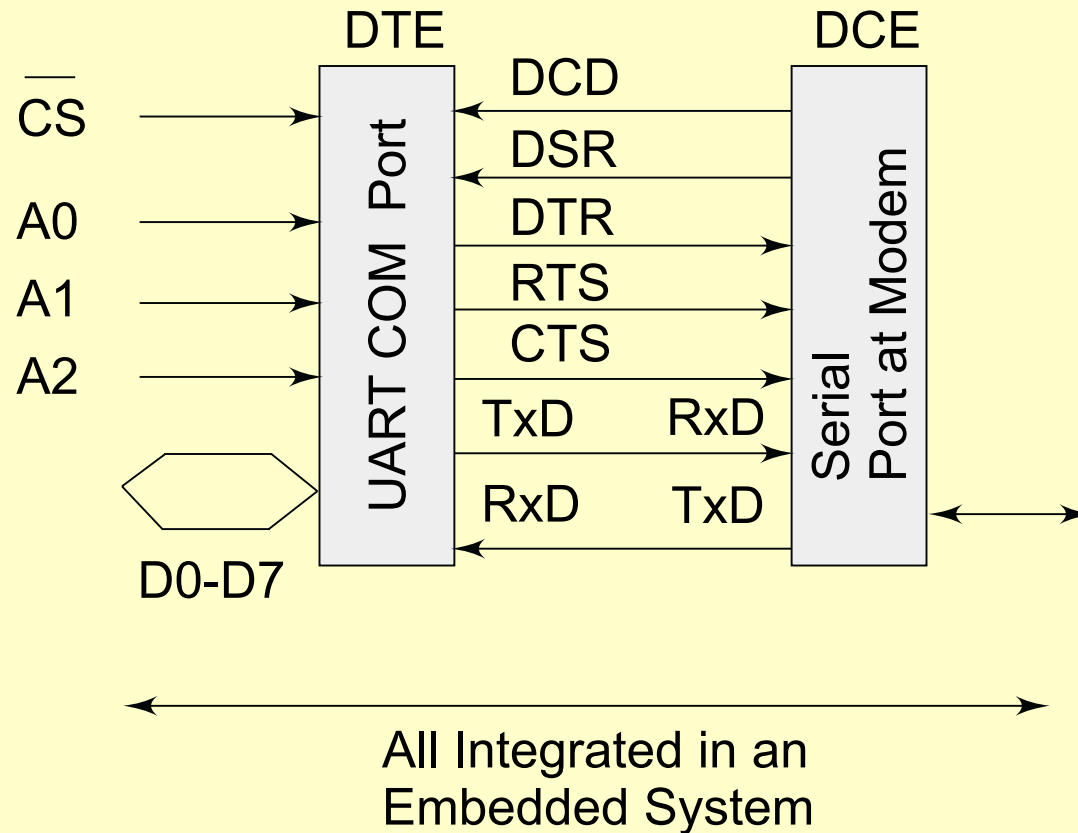 DTE
DCE
CS
A0
A1
A2
D0-D7
UART COM Port
DCD
DSR
DTR
RTS
CTS
TxD RxD
RxD TxD
Serial
Port at Modem
All Integrated in an
Embedded System